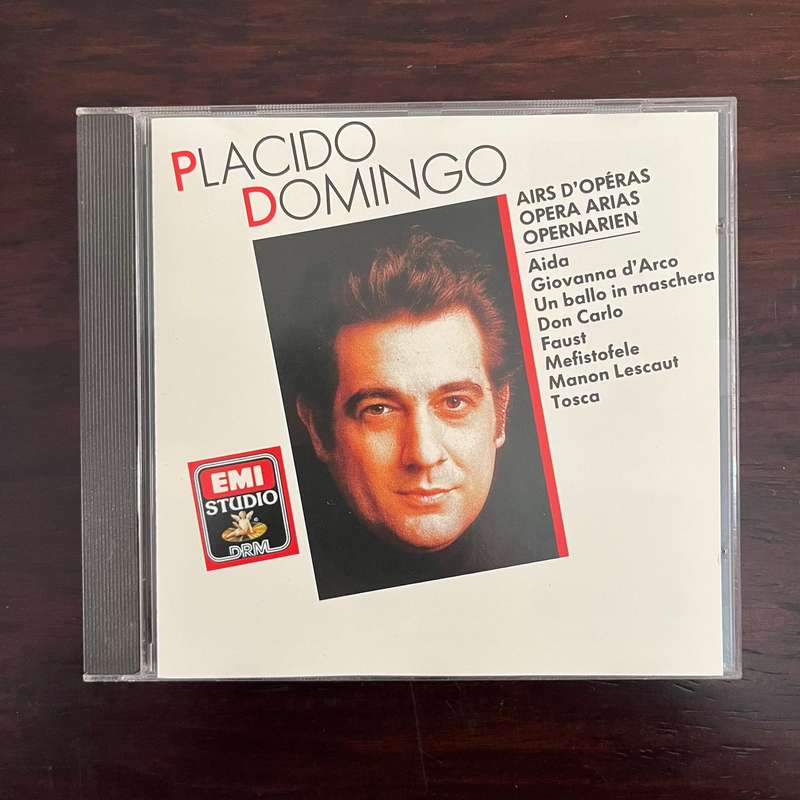 PLACIDO
DOMINGO
AIRS D'OPÉRAS
OPERA ARIAS
OPERNARIEN
Aida
Giovanna d'Arco
Un ballo in maschera
Don Carlo
Faust
Mefistofele
Manon Lescaut
Tosca
EMI
STUDIO
DRM